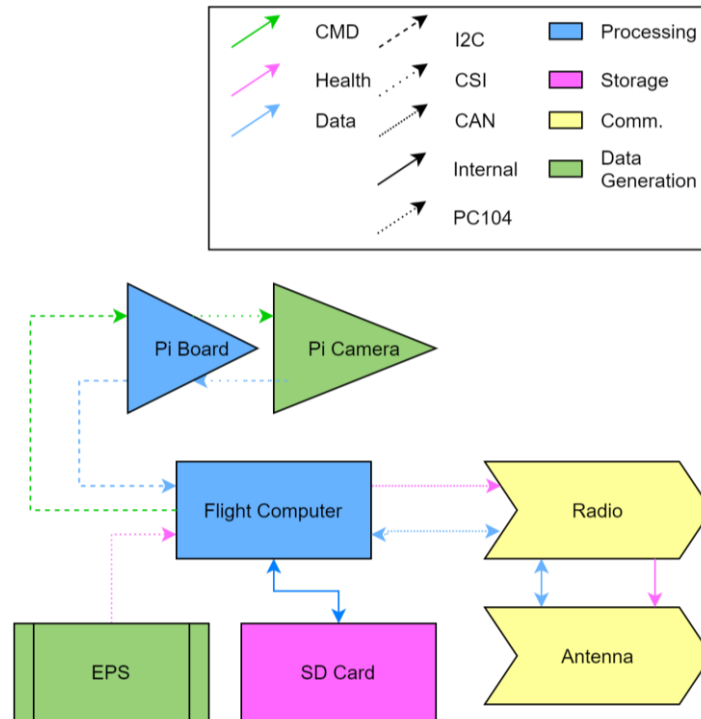 CMD
I2C
Processing
Health
CSI
Storage
Data
CAN
Comm.
Internal
Data
Generation
PC104
Pi Board
Pi Camera
Flight Computer
Radio
EPS
SD Card
Antenna